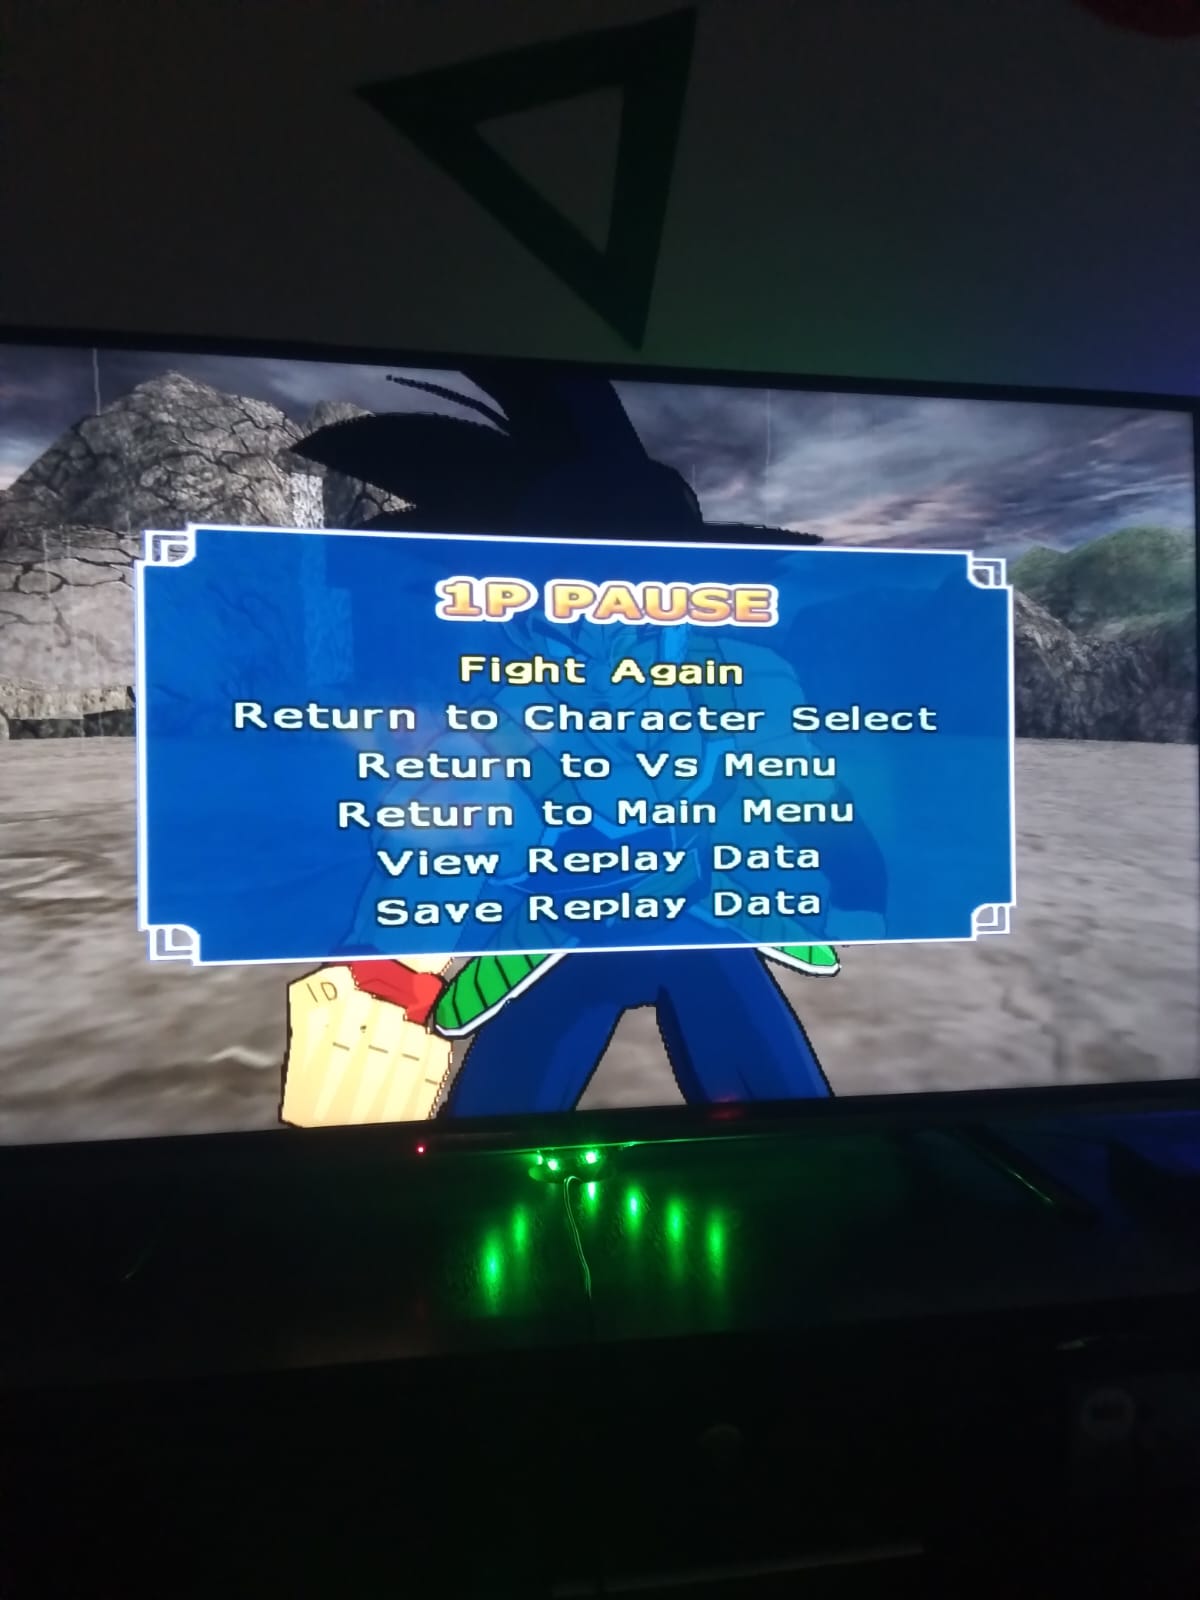 1P PAUSE
Fight Again
Return to Character Select
Return to Vs Menu
Return to Main Menu
View Replay Data
Save Replay Data